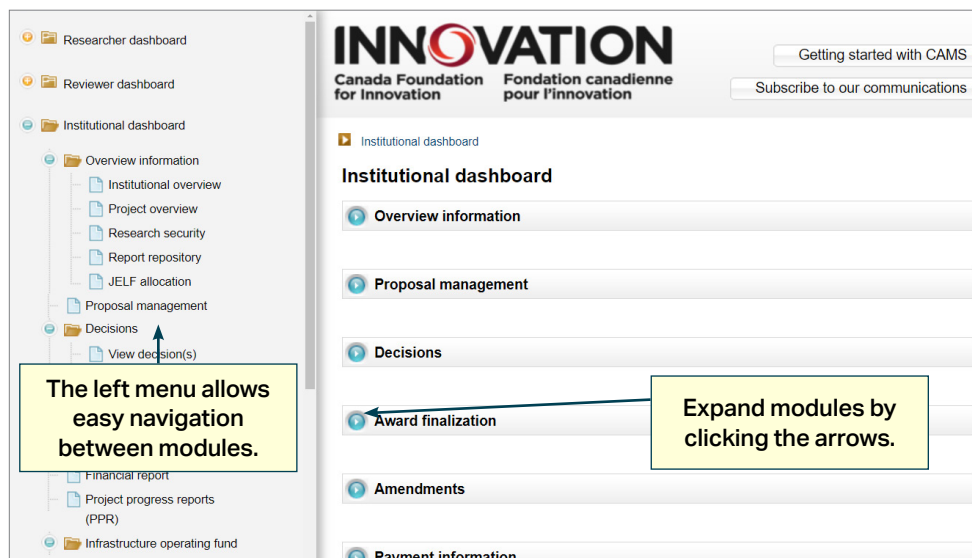 Researcher dashboard
Reviewer dashboard
Institutional dashboard
Overview information
Institutional overview
Project overview
Research security
Report repository
JELF allocation
Proposal management
Decisions
View decision(s)
The left menu allows
easy navigation
between modules.
Financial report
Project progress reports
(PPR)
Infrastructure operating fund
INNOVATION
Canada Foundation
for Innovation
Fondation canadienne
pour l'innovation
Getting started with CAMS
Subscribe to our communications
Institutional dashboard
Institutional dashboard
Overview information
Proposal management
Decisions
Award finalization
Expand modules by
clicking the arrows.
Amendments
Payment information